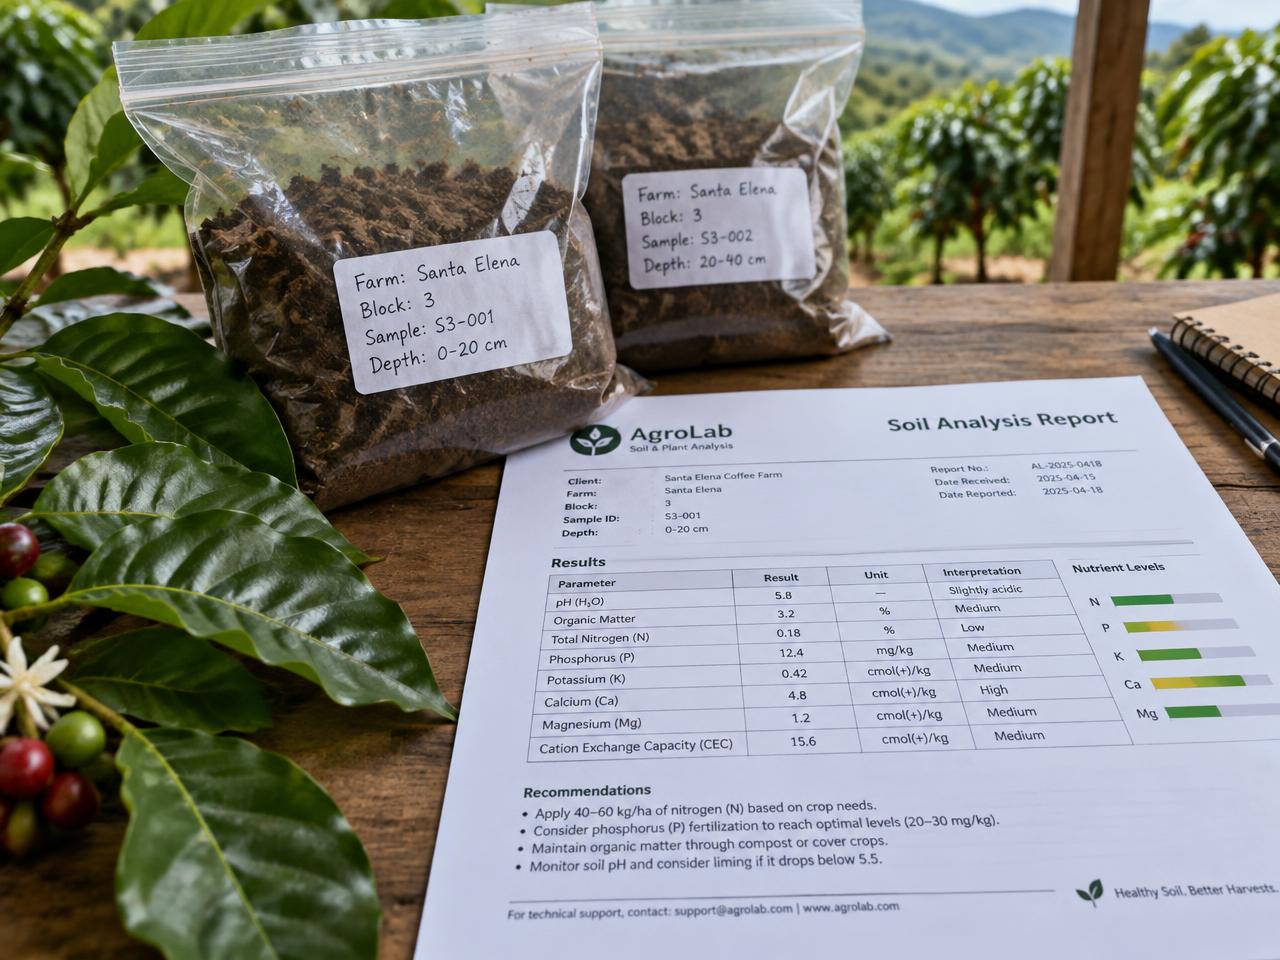 Farm: Santa Elena
Block: 3
Sample: S3-001
Depth: 0-20 cm
Farm: Santa Elena
Block: 3
Sample: S3-002
Depth: 20-40 cm
AgroLab
Soil & Plant Analysis
Soil Analysis Report
Client: Santa Elena Coffee Farm
Farm: Santa Elena
Block: 3
Sample ID: S3-001
Depth: 0-20 cm
Report No.: AL-2025-0418
Date Received: 2025-04-15
Date Reported: 2025-04-18
Results
Parameter Result Unit Interpretation
pH (H₂O) 5.8 — Slightly acidic
Organic Matter 3.2 % Medium
Total Nitrogen (N) 0.18 % Low
Phosphorus (P) 12.4 mg/kg Medium
Potassium (K) 0.42 cmol(+)/kg Medium
Calcium (Ca) 4.8 cmol(+)/kg High
Magnesium (Mg) 1.2 cmol(+)/kg Medium
Cation Exchange Capacity (CEC) 15.6 cmol(+)/kg Medium
Nutrient Levels
N
P
K
Ca
Mg
Recommendations
• Apply 40–60 kg/ha of nitrogen (N) based on crop needs.
• Consider phosphorus (P) fertilization to reach optimal levels (20–30 mg/kg).
• Maintain organic matter through compost or cover crops.
• Monitor soil pH and consider liming if it drops below 5.5.
For technical support, contact: support@agrolab.com | www.agrolab.com
Healthy Soil. Better Harvests.